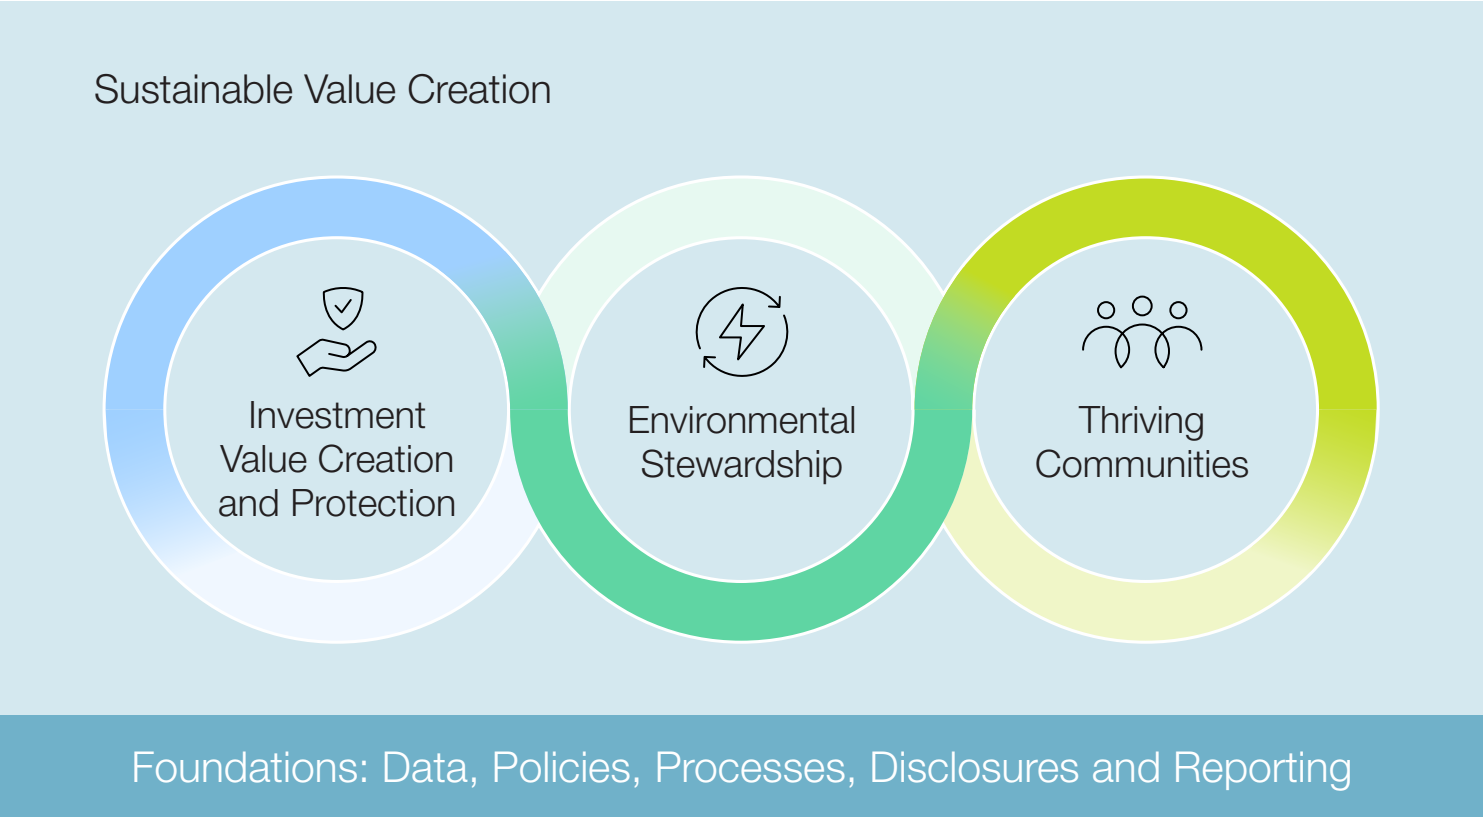 Sustainable Value Creation
Investment
Value Creation
and Protection
Environmental
Stewardship
Thriving
Communities
Foundations: Data, Policies, Processes, Disclosures and Reporting